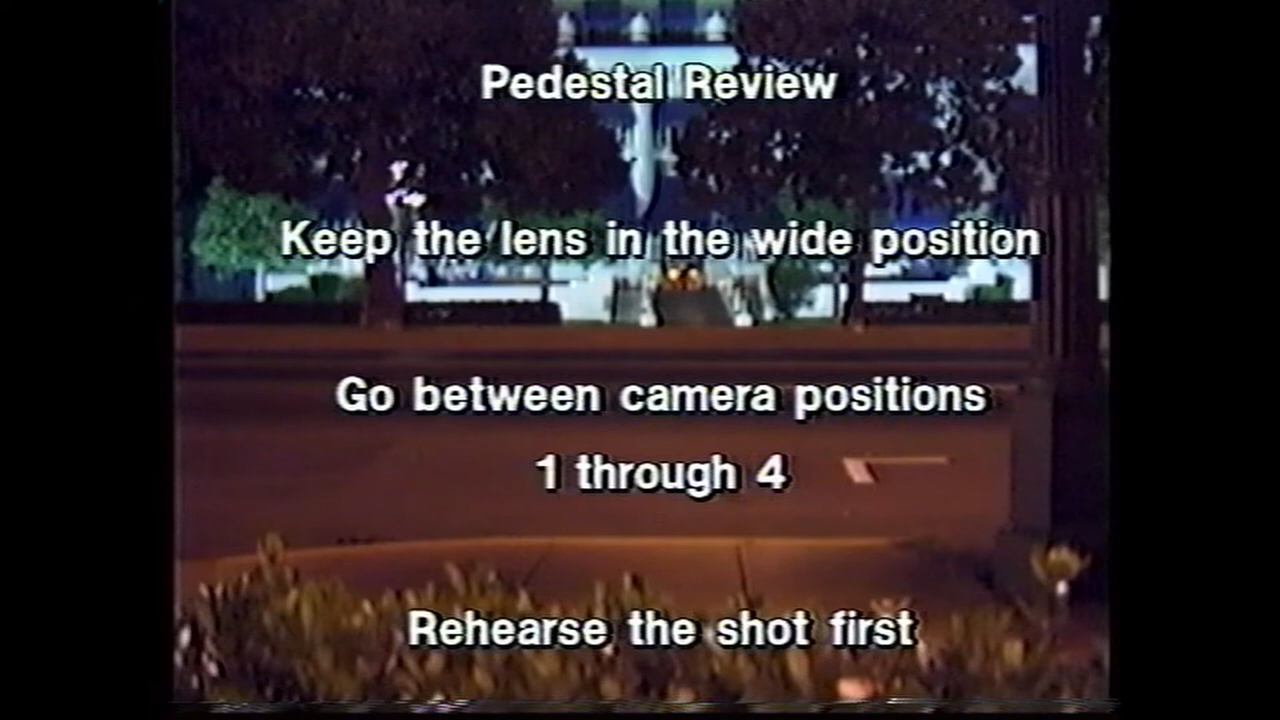 Pedestal Review
Keep the lens in the wide position
Go between camera positions
1 through 4
Rehearse the shot first